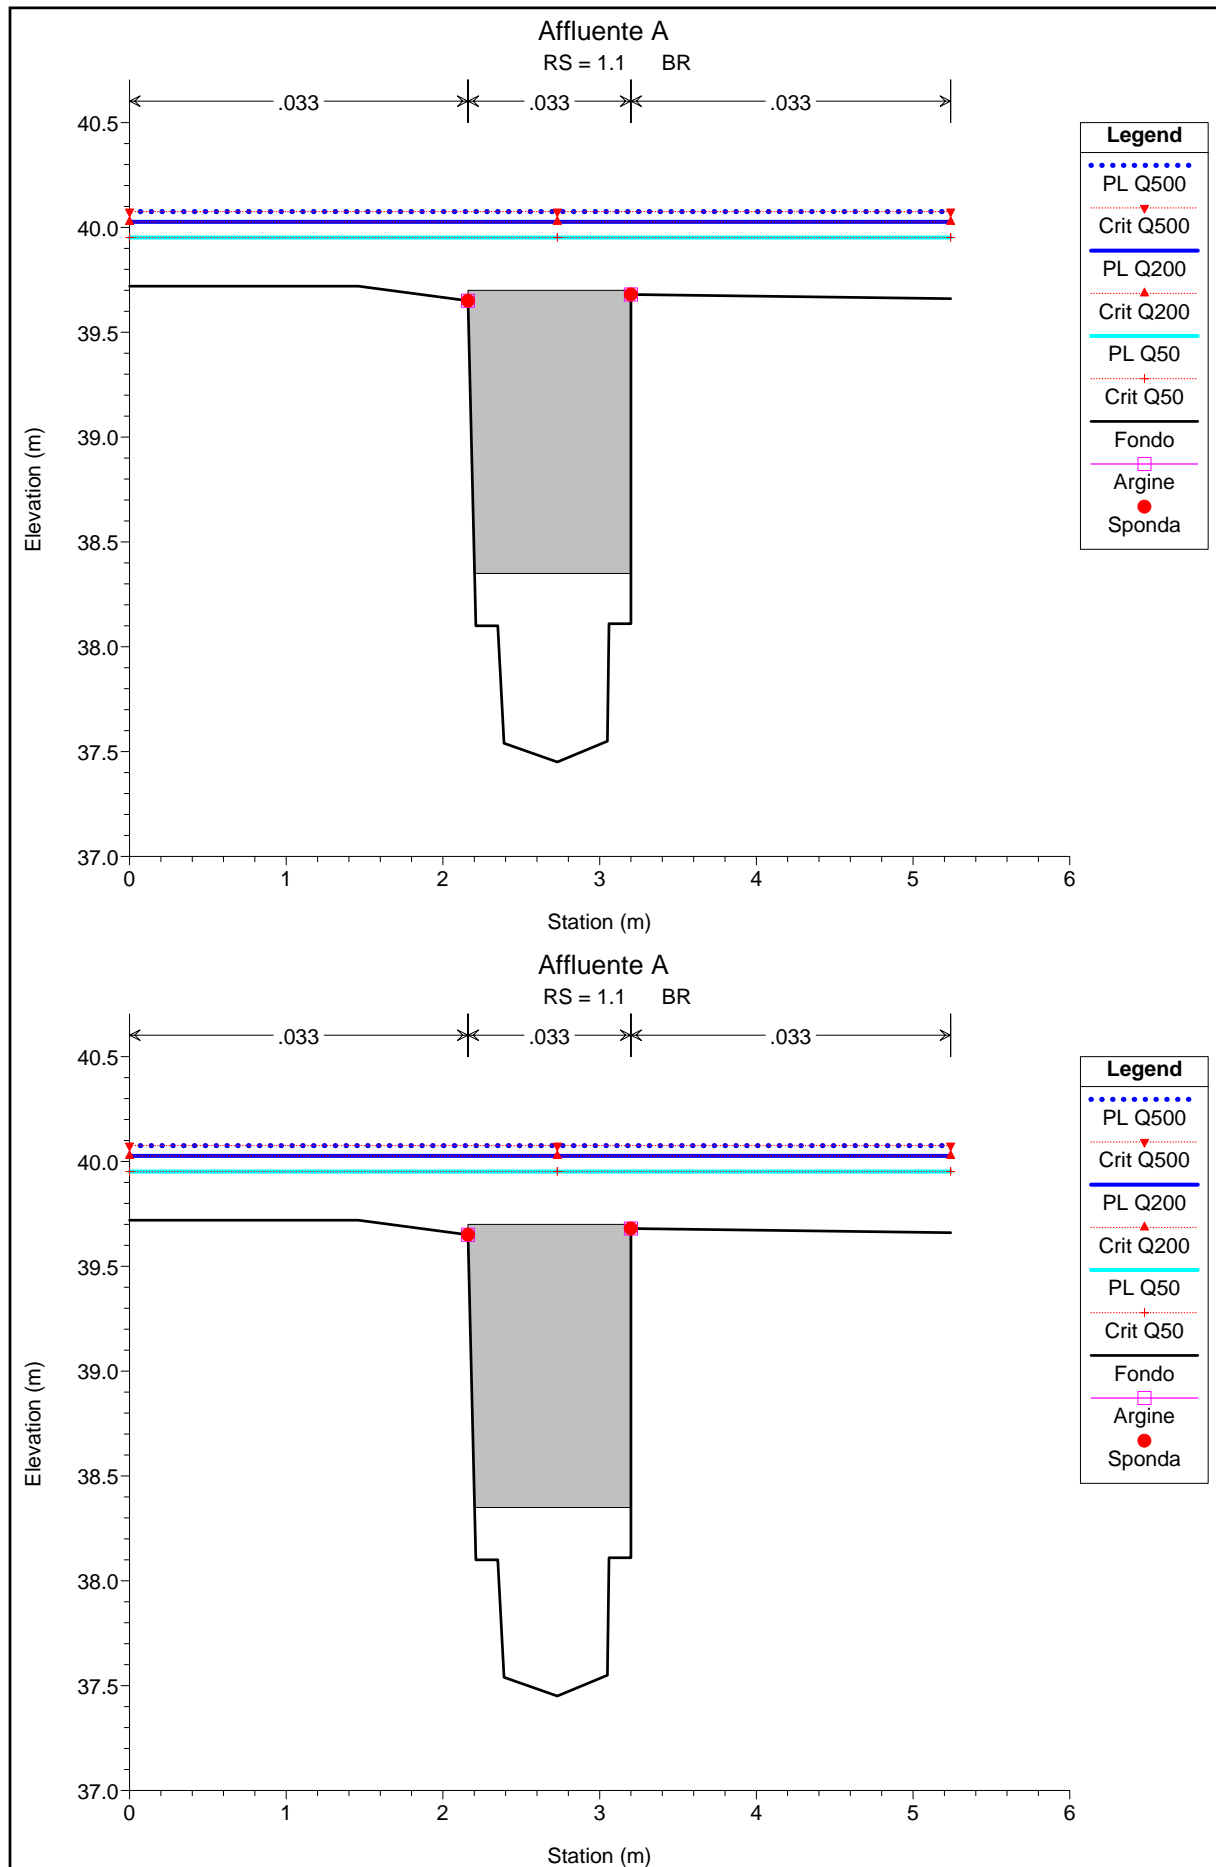 Affluente A
RS = 1.1 BR
.033 .033 .033
40.5
40.0
39.5
39.0
38.5
38.0
37.5
37.0
0 1 2 3 4 5 6
Elevation (m)
Station (m)
Legend
PL Q500
Crit Q500
PL Q200
Crit Q200
PL Q50
Crit Q50
Fondo
Argine
Sponda
Affluente A
RS = 1.1 BR
.033 .033 .033
40.5
40.0
39.5
39.0
38.5
38.0
37.5
37.0
0 1 2 3 4 5 6
Elevation (m)
Station (m)
Legend
PL Q500
Crit Q500
PL Q200
Crit Q200
PL Q50
Crit Q50
Fondo
Argine
Sponda